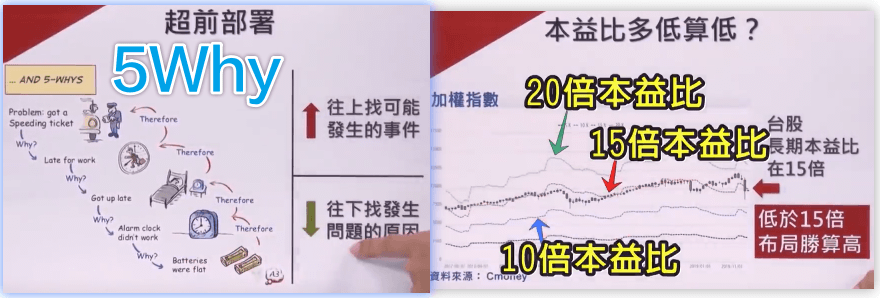 超前部署
5Why
... AND 5-WHYS
Problem: got a
Speeding ticket
Therefore
Why?
Late for work
Therefore
Why?
Got up late
Therefore
Why?
Alarm clock
didn't work
Therefore
Why?
Batteries
were flat
往上找可能
發生的事件
往下找發生
問題的原因
本益比多低算低？
加權指數
20倍本益比
15倍本益比
10倍本益比
台股
長期本益比
在15倍
低於15倍
布局勝算高
資料來源： Cmoney